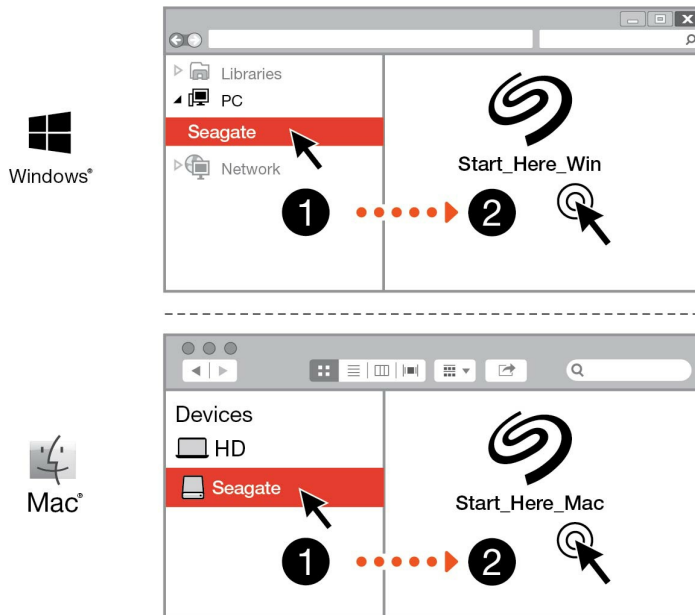 Libraries
PC
Seagate
Network
Start_Here_Win
1
2
Windows®
Devices
HD
Seagate
Start_Here_Mac
1
2
Mac®